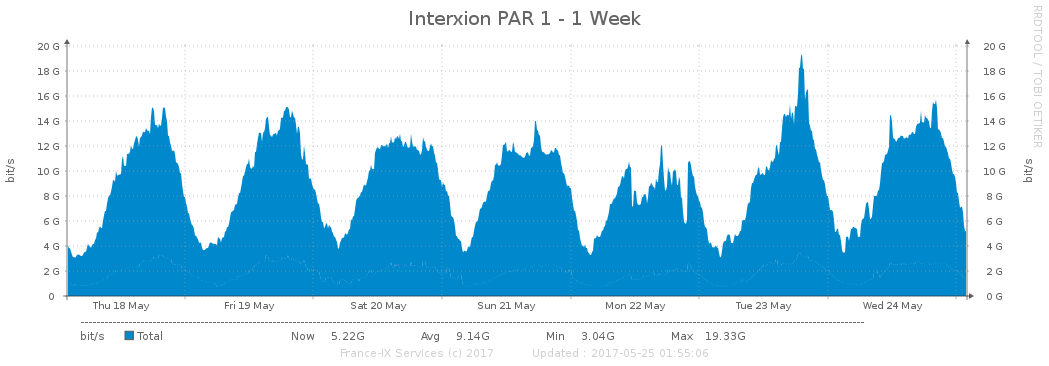 Interxion PAR 1 - 1 Week
RRDTOOL / TOBI OETIKER
bit/s
20 G
18 G
16 G
14 G
12 G
10 G
8 G
6 G
4 G
2 G
0
20 G
18 G
16 G
14 G
12 G
10 G
8 G
6 G
4 G
2 G
0 G
bit/s
Thu 18 May Fri 19 May Sat 20 May Sun 21 May Mon 22 May Tue 23 May Wed 24 May
bit/s Total Now 5.22G Avg 9.14G Min 3.04G Max 19.33G
France-IX Services (c) 2017 Updated : 2017-05-25 01:55:06